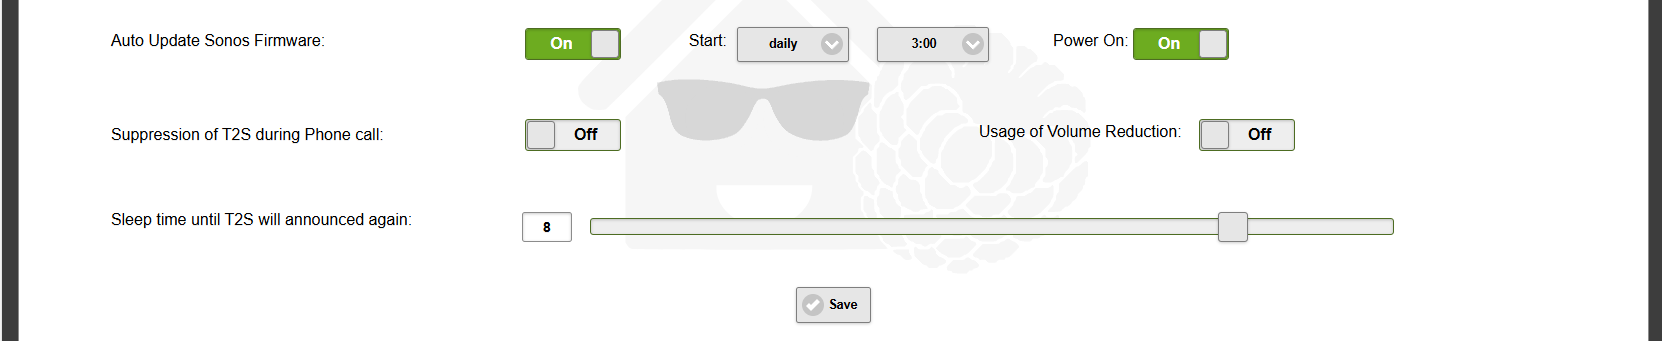 Auto Update Sonos Firmware: On Start: daily 3:00 Power On: On
Suppression of T2S during Phone call: Off Usage of Volume Reduction: Off
Sleep time until T2S will announced again: 8
Save